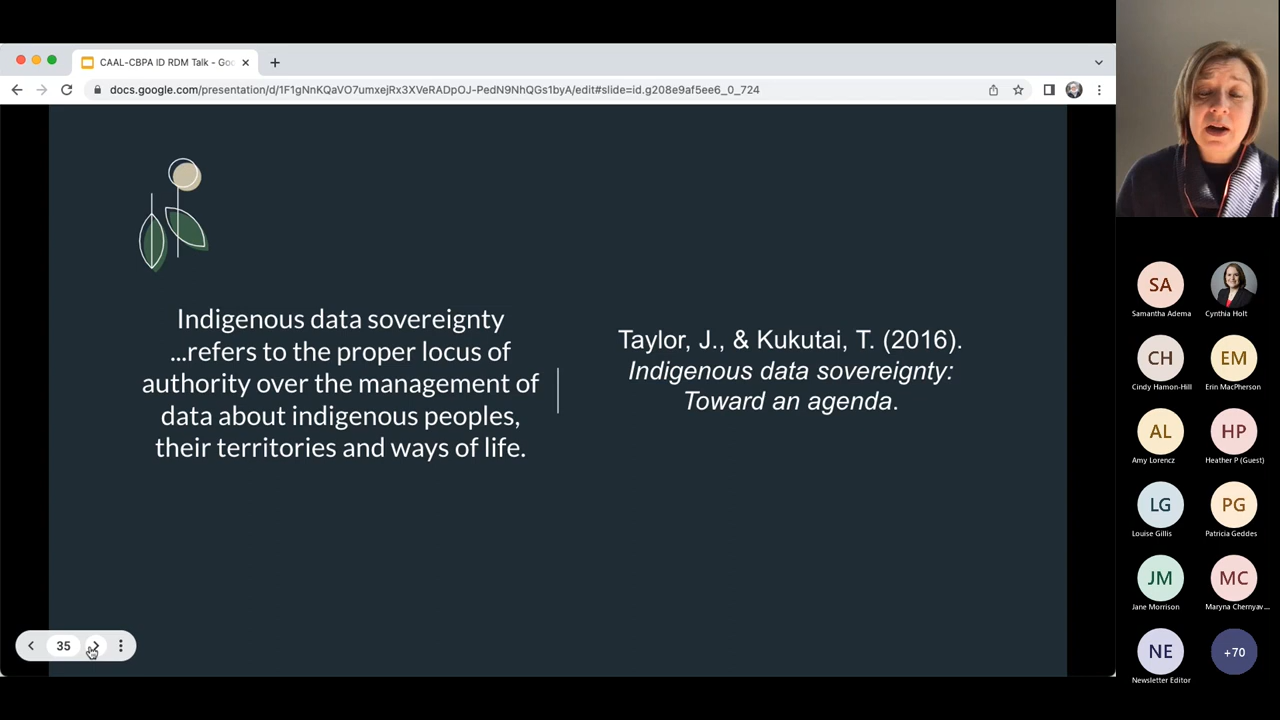 CAAL-CBPA ID RDM Talk - Goo
docs.google.com/presentation/d/1F1gNnKQaVO7umxejRx3XVeRADpOJ-PedN9NhQGs1byA/edit#slide=id.g208e9af5ee6_0_724
Indigenous data sovereignty
...refers to the proper locus of
authority over the management of
data about indigenous peoples,
their territories and ways of life.
Taylor, J., & Kukutai, T. (2016).
Indigenous data sovereignty:
Toward an agenda.
35
SA
Samantha Adema
Cynthia Holt
CH
Cindy Hamon-Hill
EM
Erin MacPherson
AL
Amy Lorencz
HP
Heather P (Guest)
LG
Louise Gillis
PG
Patricia Geddes
JM
Jane Morrison
MC
Maryna Chernyav...
NE
Newsletter Editor
+70